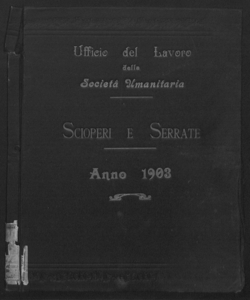 Ufficio del Lavoro
della
Società Umanitaria
SCIOPERI E SERRATE
Anno 1903